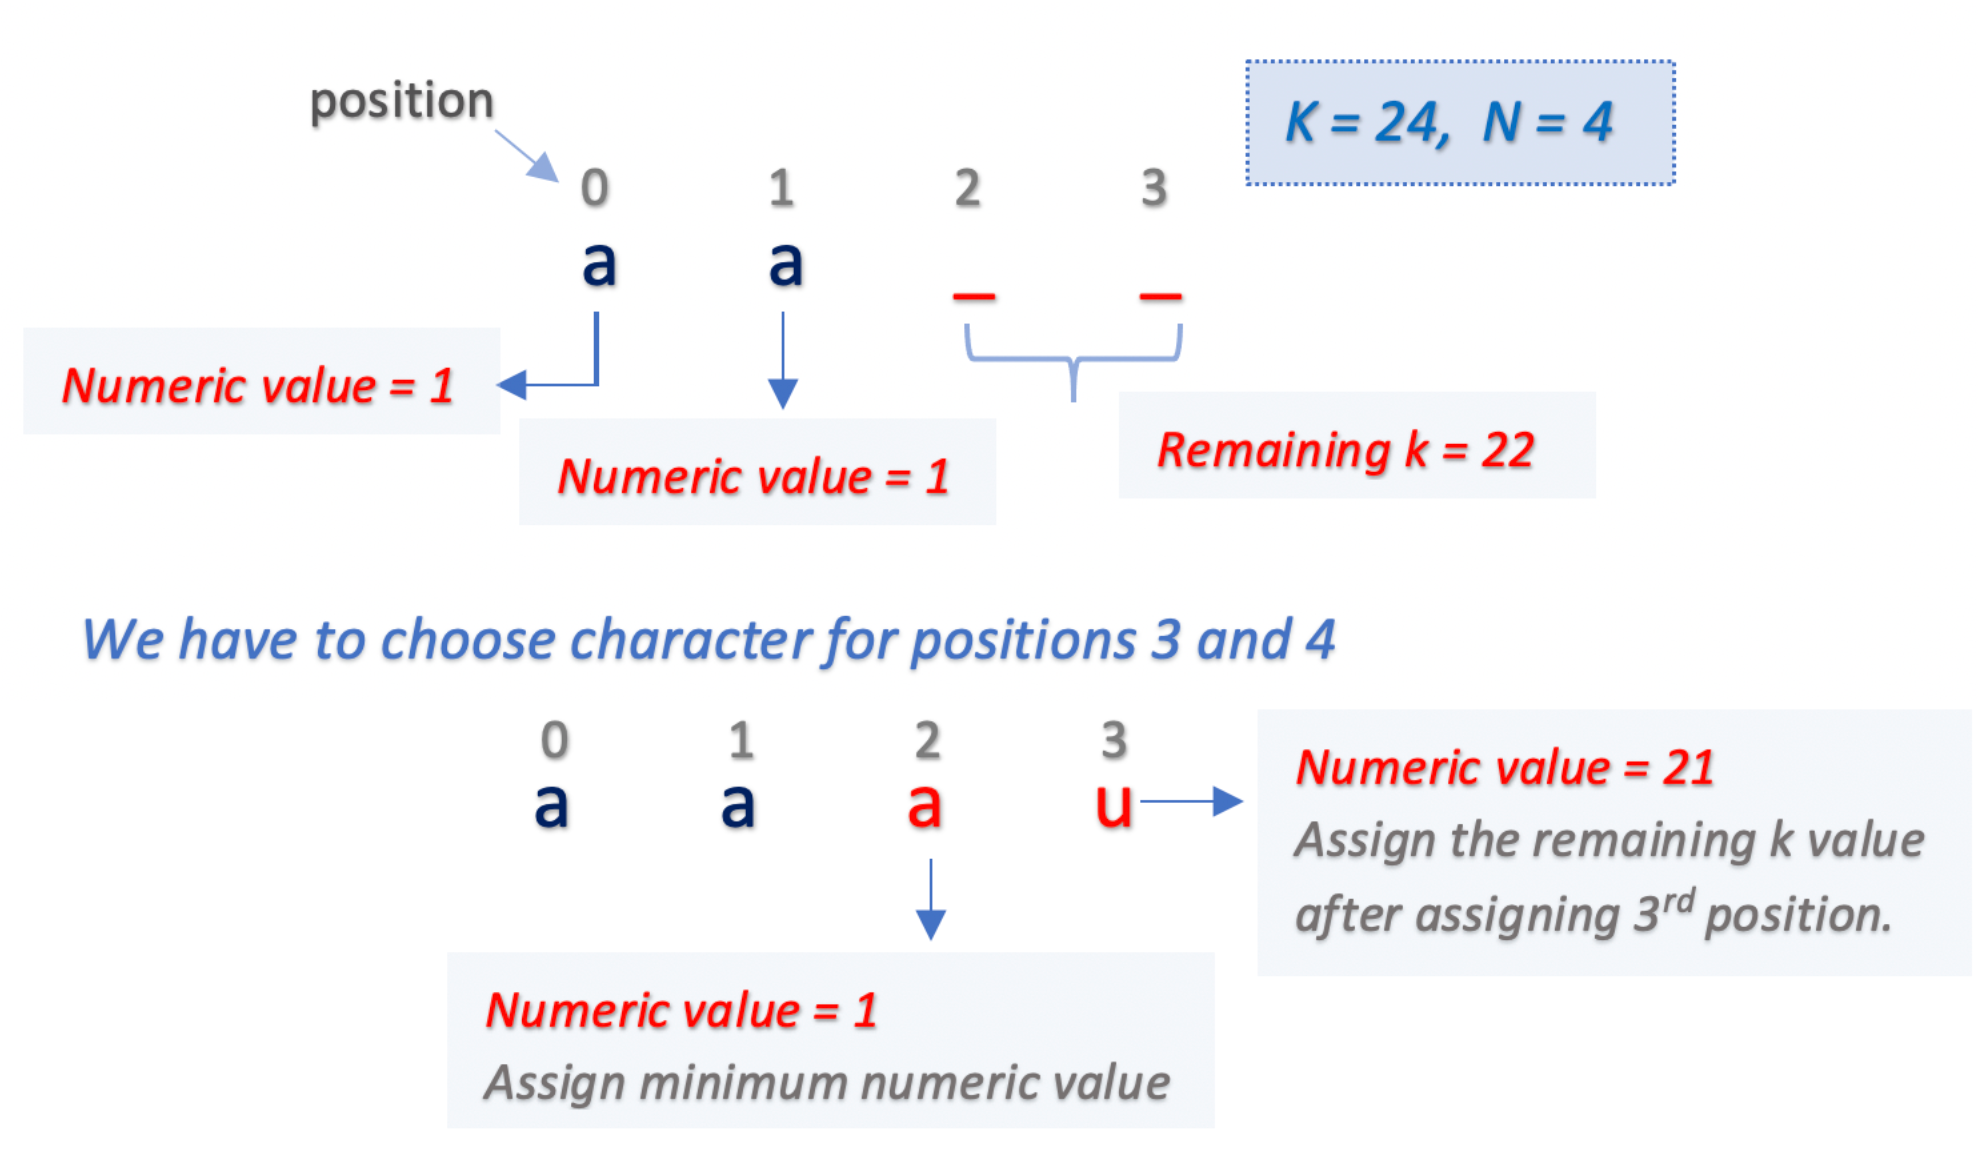 position
K = 24, N = 4
0 1 2 3
a a _ _
Numeric value = 1
Numeric value = 1
Remaining k = 22
We have to choose character for positions 3 and 4
0 1 2 3
a a a u
Numeric value = 21
Assign the remaining k value
after assigning 3rd position.
Numeric value = 1
Assign minimum numeric value